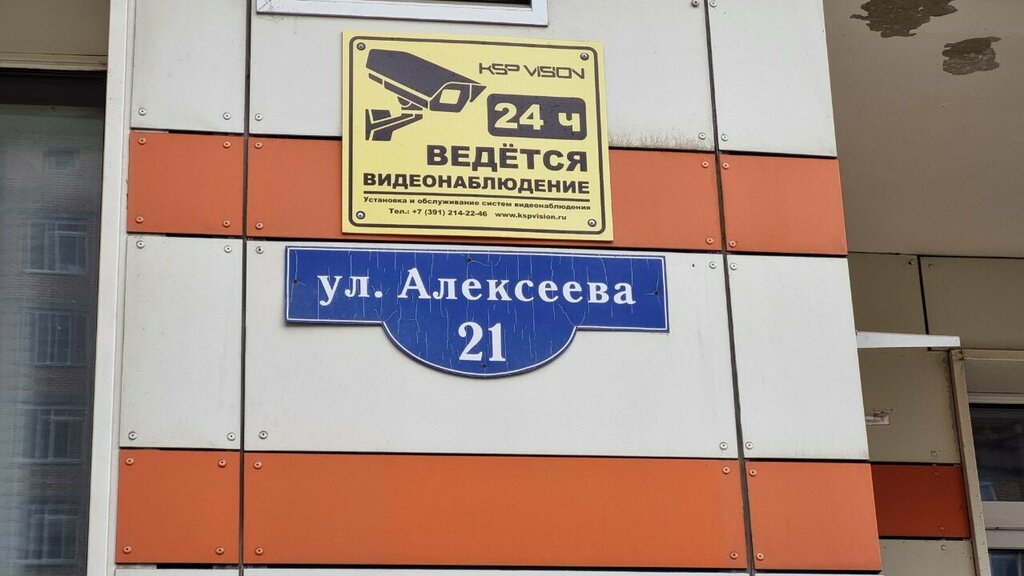 KSP VISION
24 ч
ВЕДЁТСЯ
ВИДЕОНАБЛЮДЕНИЕ
Установка и обслуживание систем видеонаблюдения
Тел.: +7 (391) 214-22-46 www.kspvision.ru
ул. Алексеева
21